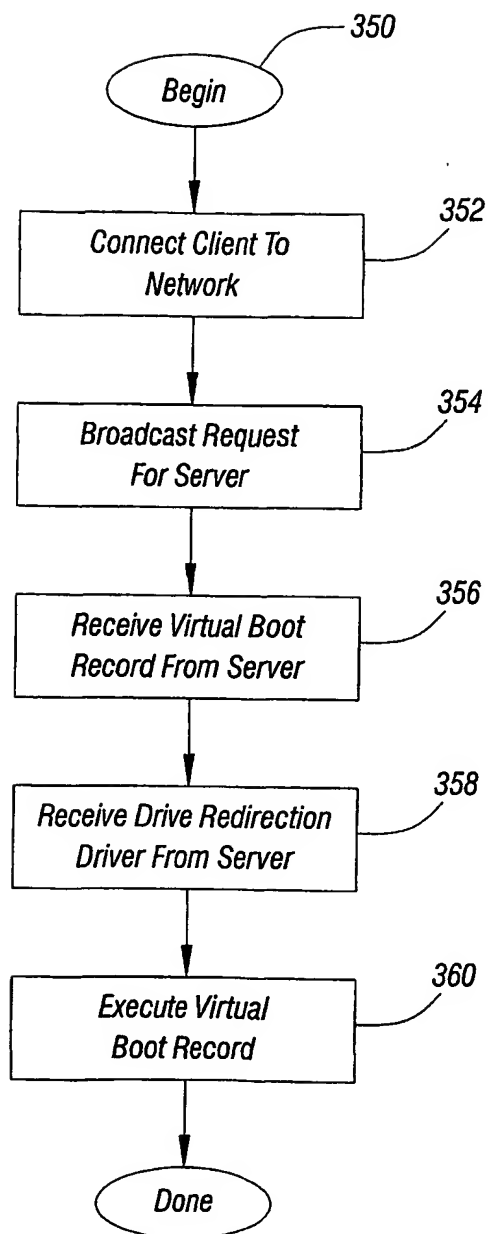 350
Begin
352
Connect Client To
Network
354
Broadcast Request
For Server
356
Receive Virtual Boot
Record From Server
358
Receive Drive Redirection
Driver From Server
360
Execute Virtual
Boot Record
Done